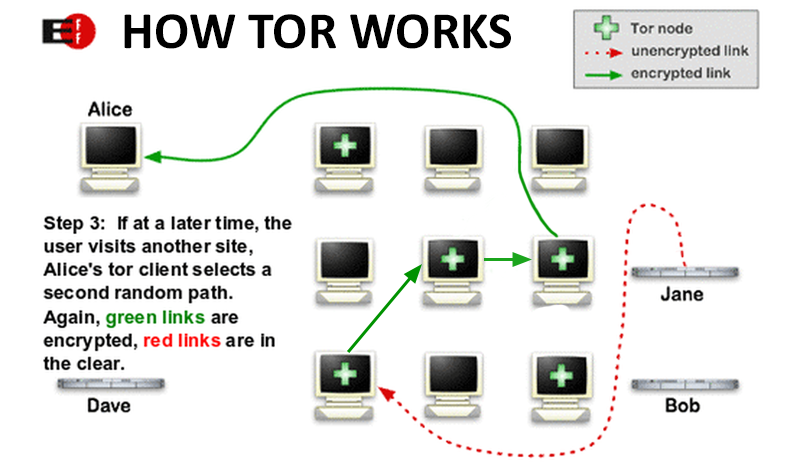 EFF HOW TOR WORKS
Tor node
unencrypted link
encrypted link
Alice
Step 3: If at a later time, the
user visits another site,
Alice's tor client selects a
second random path.
Again, green links are
encrypted, red links are in
the clear.
Jane
Dave
Bob